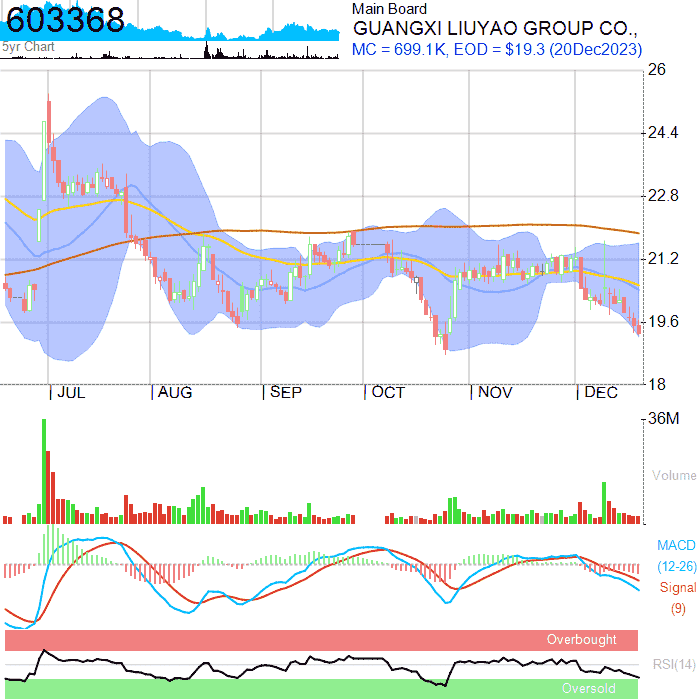 603368
5yr Chart
Main Board
GUANGXI LIUYAO GROUP CO.,
MC = 699.1K, EOD = $19.3 (20Dec2023)
26
24.4
22.8
21.2
19.6
18
JUL AUG SEP OCT NOV DEC
36M
Volume
MACD
(12-26)
Signal
(9)
Overbought
RSI(14)
Oversold